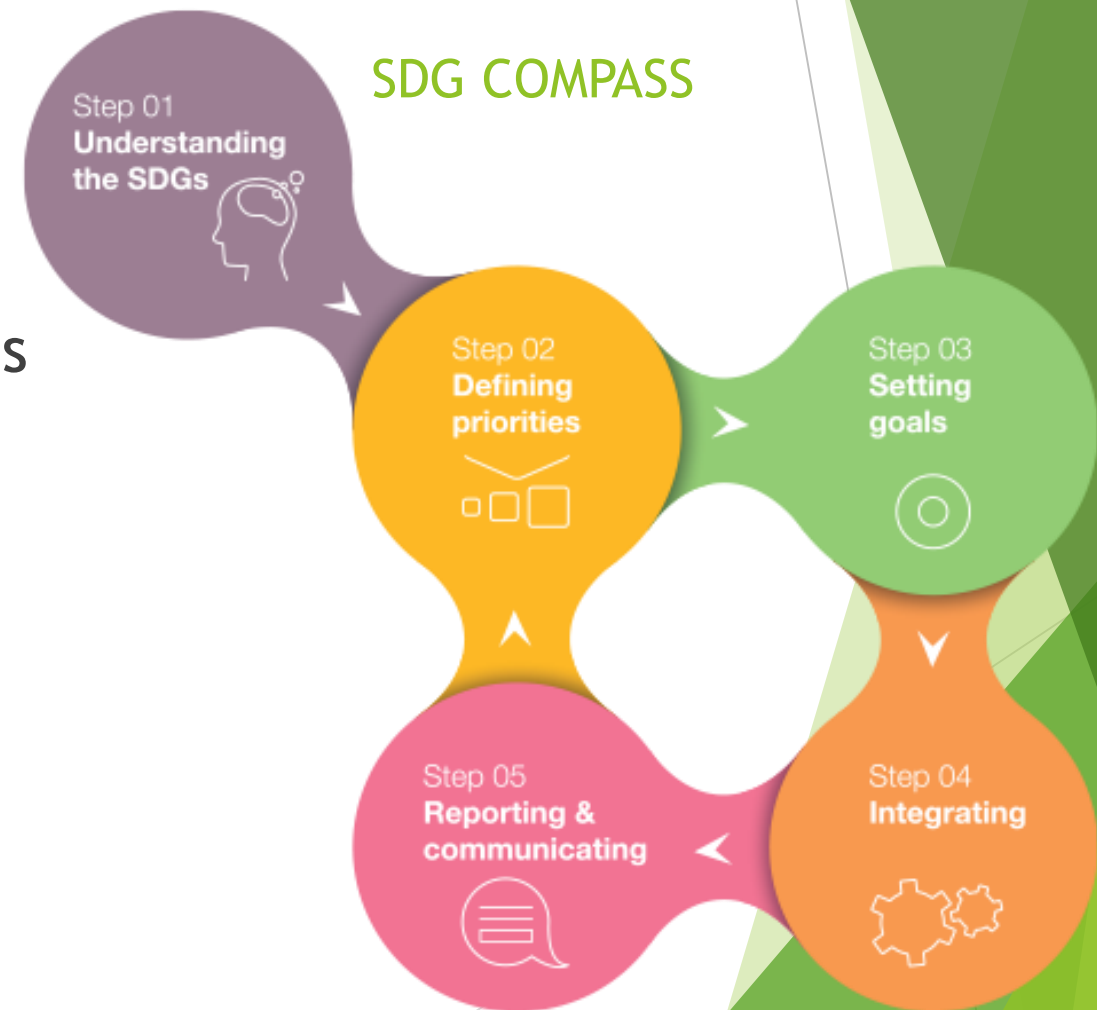 SDG COMPASS
Step 01
Understanding
the SDGs
s
Step 02
Defining
priorities
Step 03
Setting
goals
Step 05
Reporting &
communicating
Step 04
Integrating